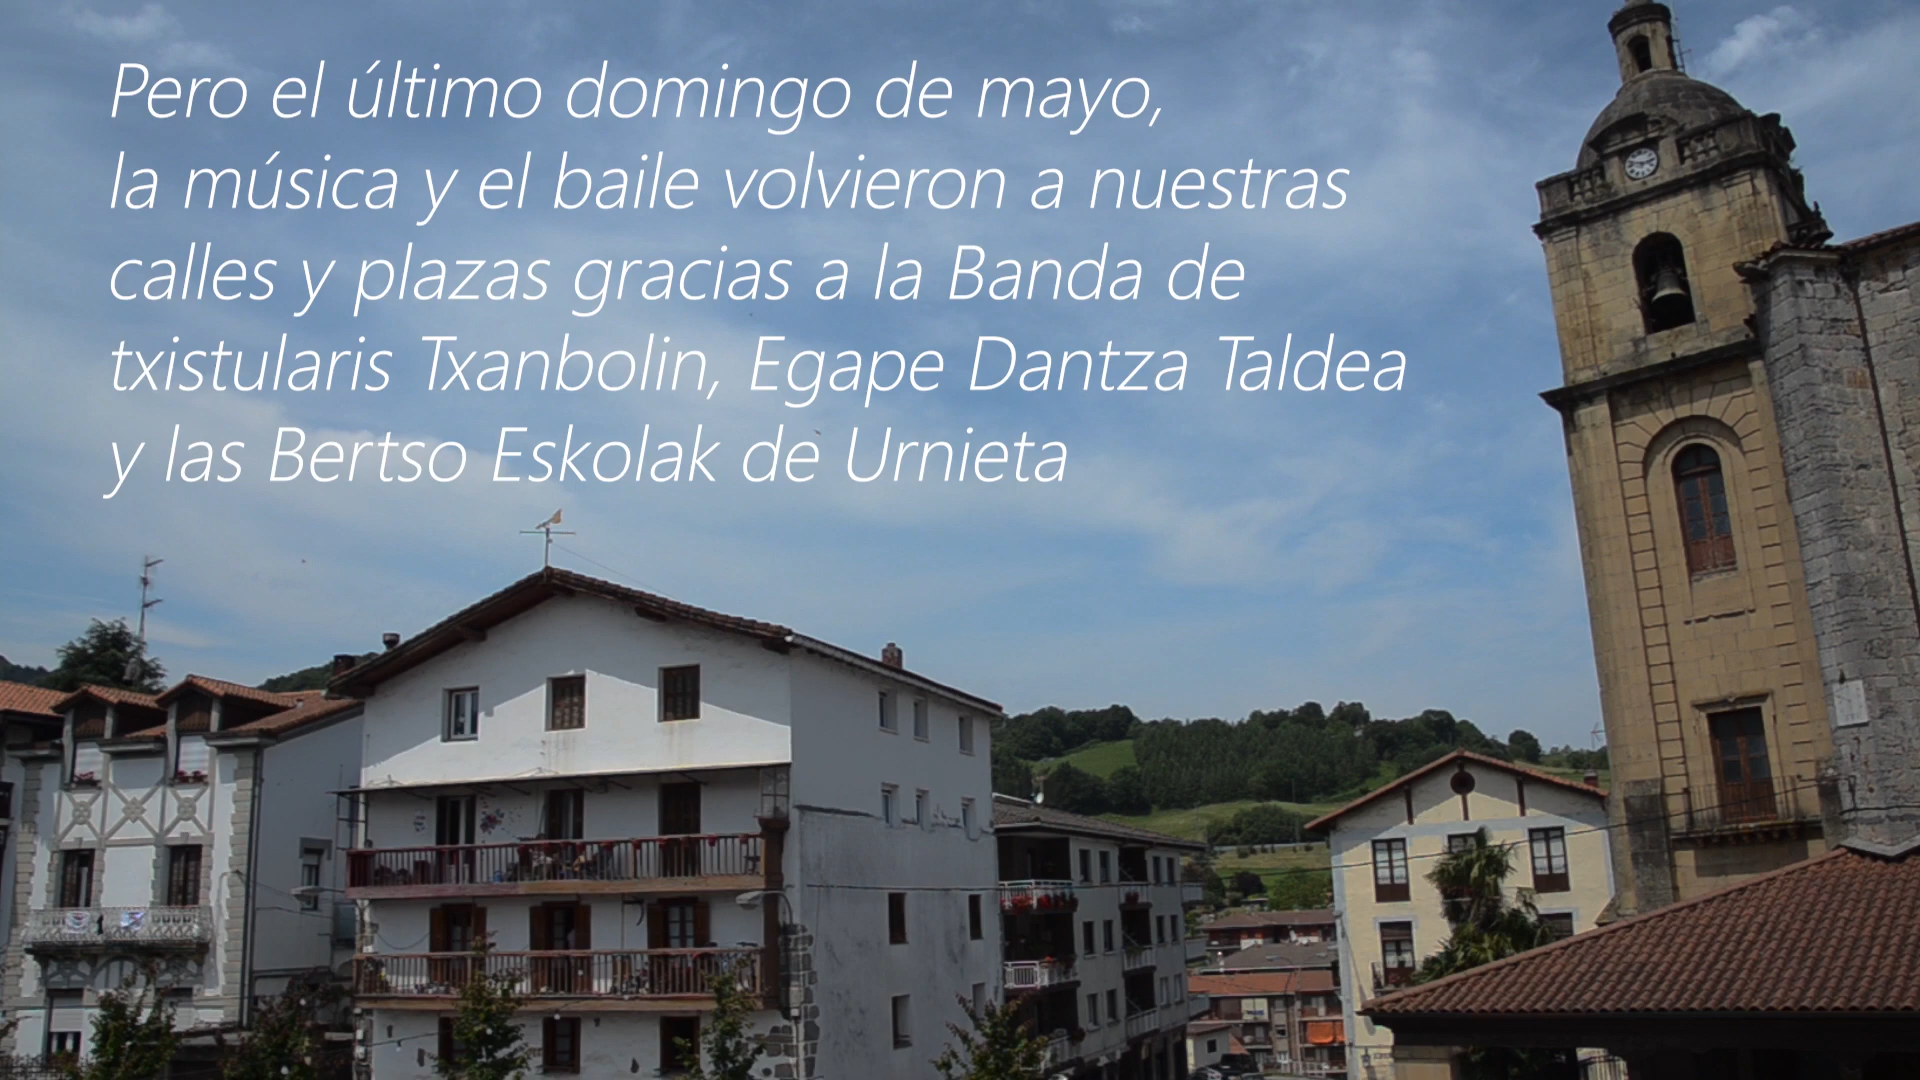 Pero el último domingo de mayo,
la música y el baile volvieron a nuestras
calles y plazas gracias a la Banda de
txistularis Txanbolin, Egape Dantza Taldea
y las Bertso Eskolak de Urnieta